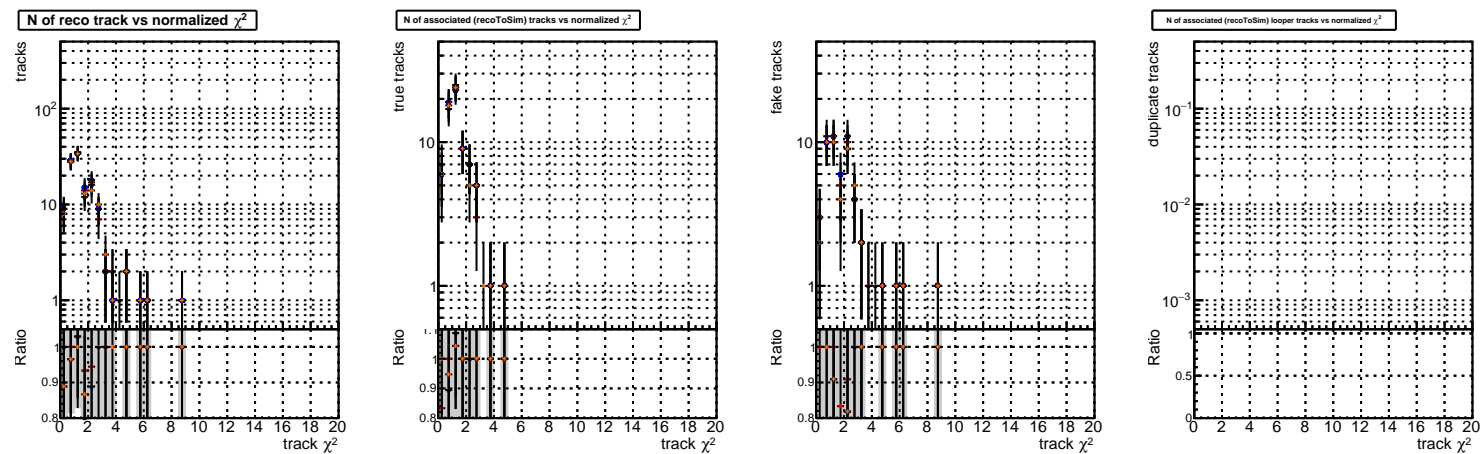 N of reco track vs normalized χ²
N of associated (recoToSim) tracks vs normalized χ²
N of associated (recoToSim) looper tracks vs normalized χ²
tracks
10²
10
1
Ratio
1
0.9
0.8
0 2 4 6 8 10 12 14 16 18 20
track χ²
true tracks
10
1
Ratio
1
0.9
0.8
0 2 4 6 8 10 12 14 16 18 20
track χ²
fake tracks
10
1
Ratio
1
0.9
0.8
0 2 4 6 8 10 12 14 16 18 20
track χ²
duplicate tracks
10⁻¹
10⁻²
10⁻³
Ratio
1
0.5
0
0 2 4 6 8 10 12 14 16 18 20
track χ²